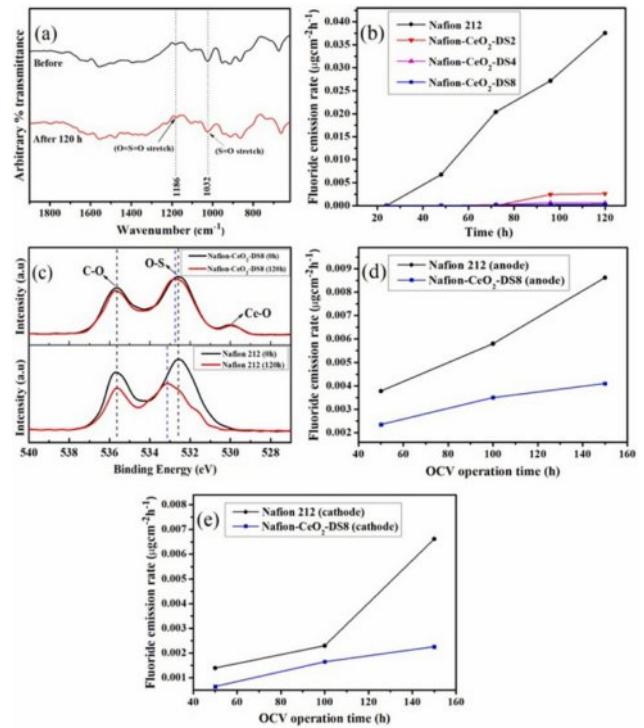 (a)
Before
After 120 h
(O=S=O stretch)
(S=O stretch)
1186
1032
Arbitrary % transmittance
1800 1600 1400 1200 1000 800
Wavenumber (cm⁻¹)
(b)
Nafion 212
Nafion-CeO₂-DS2
Nafion-CeO₂-DS4
Nafion-CeO₂-DS8
Fluoride emission rate (µgcm⁻²h⁻¹)
0.040
0.035
0.030
0.025
0.020
0.015
0.010
0.005
0.000
20 40 60 80 100 120
Time (h)
(c)
Nafion-CeO₂-DS8 (0h)
Nafion-CeO₂-DS8 (120h)
C-O
O-S
Ce-O
Nafion 212 (0h)
Nafion 212 (120h)
Intensity (a.u)
Intensity (a.u)
540 538 536 534 532 530 528
Binding Energy (eV)
(d)
Nafion 212 (anode)
Nafion-CeO₂-DS8 (anode)
Fluoride emission rate (µgcm⁻²h⁻¹)
0.009
0.008
0.007
0.006
0.005
0.004
0.003
0.002
40 60 80 100 120 140 160
OCV operation time (h)
(e)
Nafion 212 (cathode)
Nafion-CeO₂-DS8 (cathode)
Fluoride emission rate (µgcm⁻²h⁻¹)
0.008
0.007
0.006
0.005
0.004
0.003
0.002
0.001
40 60 80 100 120 140 160
OCV operation time (h)